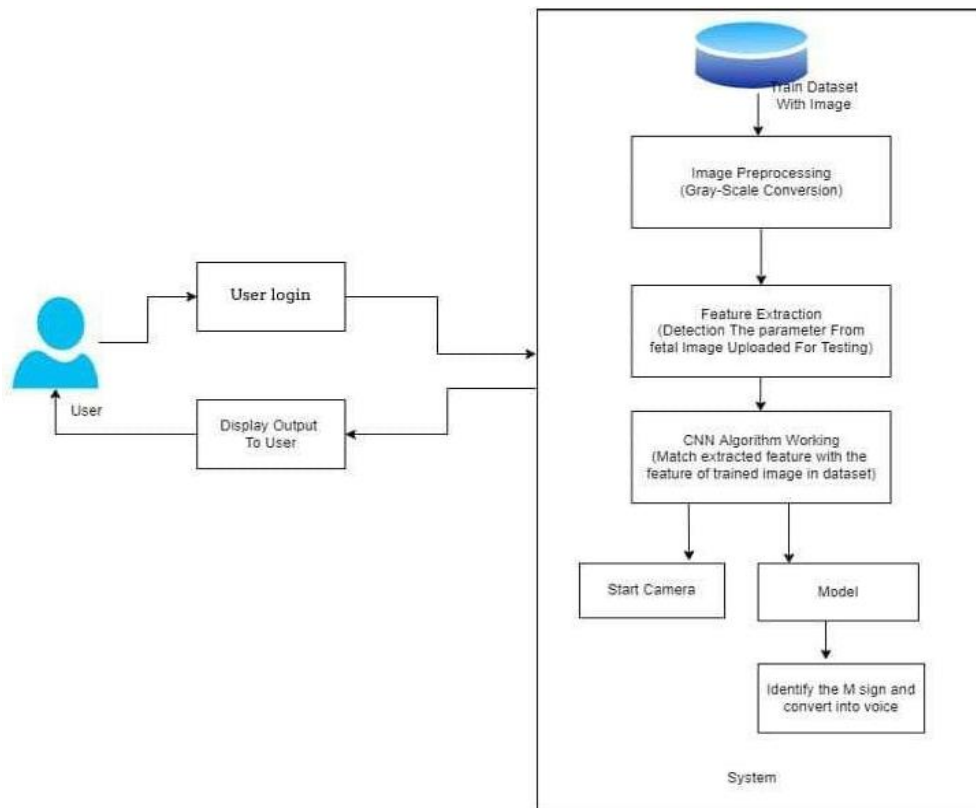 Train Dataset
With Image
Image Preprocessing
(Gray-Scale Conversion)
User login
Feature Extraction
(Detection The parameter From
fetal Image Uploaded For Testing)
User
Display Output
To User
CNN Algorithm Working
(Match extracted feature with the
feature of trained image in dataset)
Start Camera
Model
Identify the M sign and
convert into voice
System